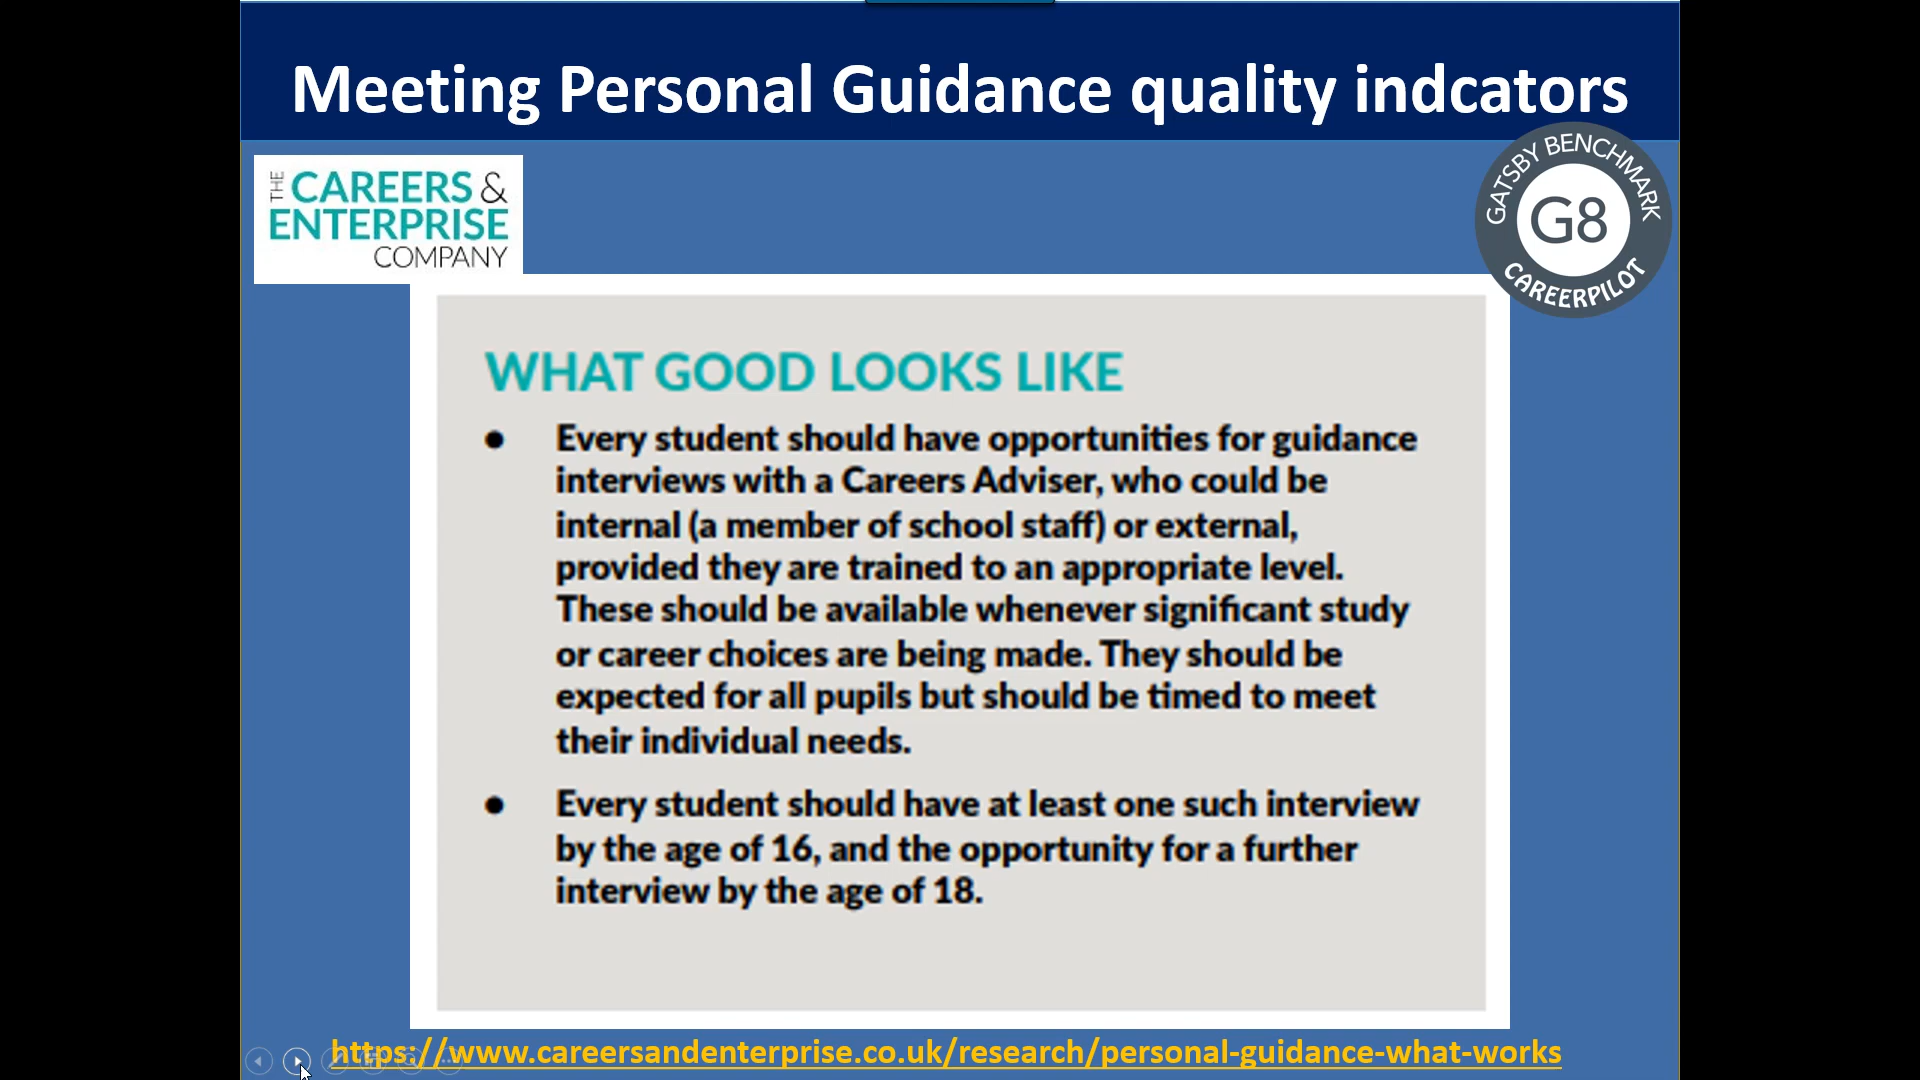 Meeting Personal Guidance quality indcators
THE CAREERS &
ENTERPRISE
COMPANY
GATSBY BENCHMARK
G8
CAREERPILOT
WHAT GOOD LOOKS LIKE
● Every student should have opportunities for guidance
interviews with a Careers Adviser, who could be
internal (a member of school staff) or external,
provided they are trained to an appropriate level.
These should be available whenever significant study
or career choices are being made. They should be
expected for all pupils but should be timed to meet
their individual needs.
● Every student should have at least one such interview
by the age of 16, and the opportunity for a further
interview by the age of 18.
https://www.careersandenterprise.co.uk/research/personal-guidance-what-works